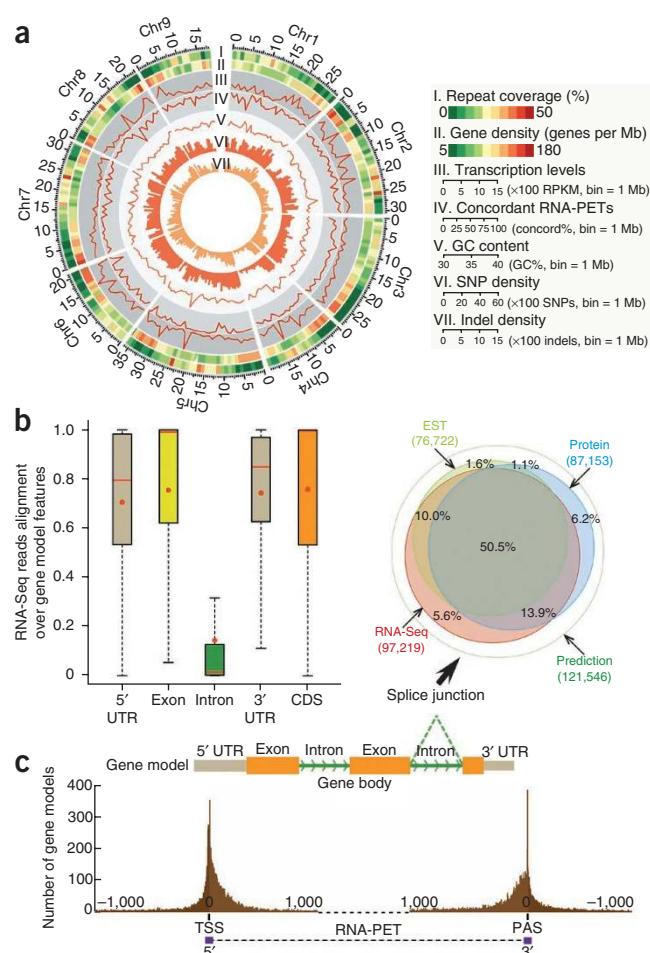 a
Chr1
Chr2
Chr3
Chr4
Chr5
Chr6
Chr7
Chr8
Chr9
I
II
III
IV
V
VI
VII
I. Repeat coverage (%)
0 50
II. Gene density (genes per Mb)
5 180
III. Transcription levels
0 5 10 15 (×100 RPKM, bin = 1 Mb)
IV. Concordant RNA-PETs
0 25 50 75 100 (concord%, bin = 1 Mb)
V. GC content
30 35 40 (GC%, bin = 1 Mb)
VI. SNP density
0 20 40 60 (×100 SNPs, bin = 1 Mb)
VII. Indel density
0 5 10 15 (×100 indels, bin = 1 Mb)
b
RNA-Seq reads alignment
over gene model features
1.0
0.8
0.6
0.4
0.2
0
5′ UTR
Exon
Intron
3′ UTR
CDS
EST
(76,722)
Protein
(87,153)
1.6%
1.1%
10.0%
6.2%
50.5%
5.6%
13.9%
RNA-Seq
(97,219)
Prediction
(121,546)
Splice junction
c
5′ UTR Exon Intron Exon Intron 3′ UTR
Gene model
Gene body
Number of gene models
400
300
200
100
0
−1,000 0 1,000 1,000 0 −1,000
TSS RNA-PET PAS
5′ 3′